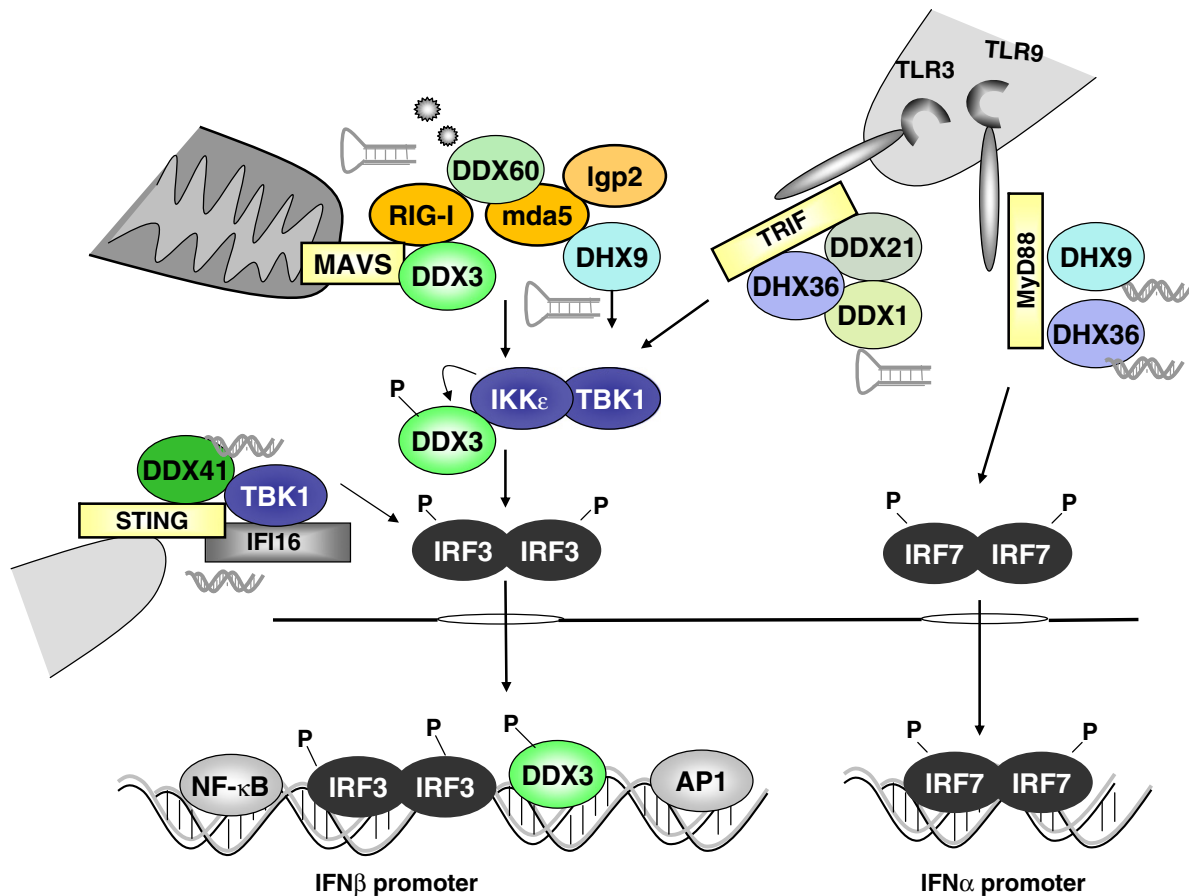 TLR9
TLR3
DDX60
lgp2
RIG-I
mda5
TRIF
MAVS
DDX3
DHX9
DDX21
DHX36
DDX1
MyD88
DHX9
DHX36
P
IKKε
TBK1
DDX3
DDX41
TBK1
STING
IFI16
P
P
IRF3
IRF3
P
P
IRF7
IRF7
P
P
P
NF-κB
IRF3
IRF3
DDX3
AP1
P
P
IRF7
IRF7
IFNβ promoter
IFNα promoter